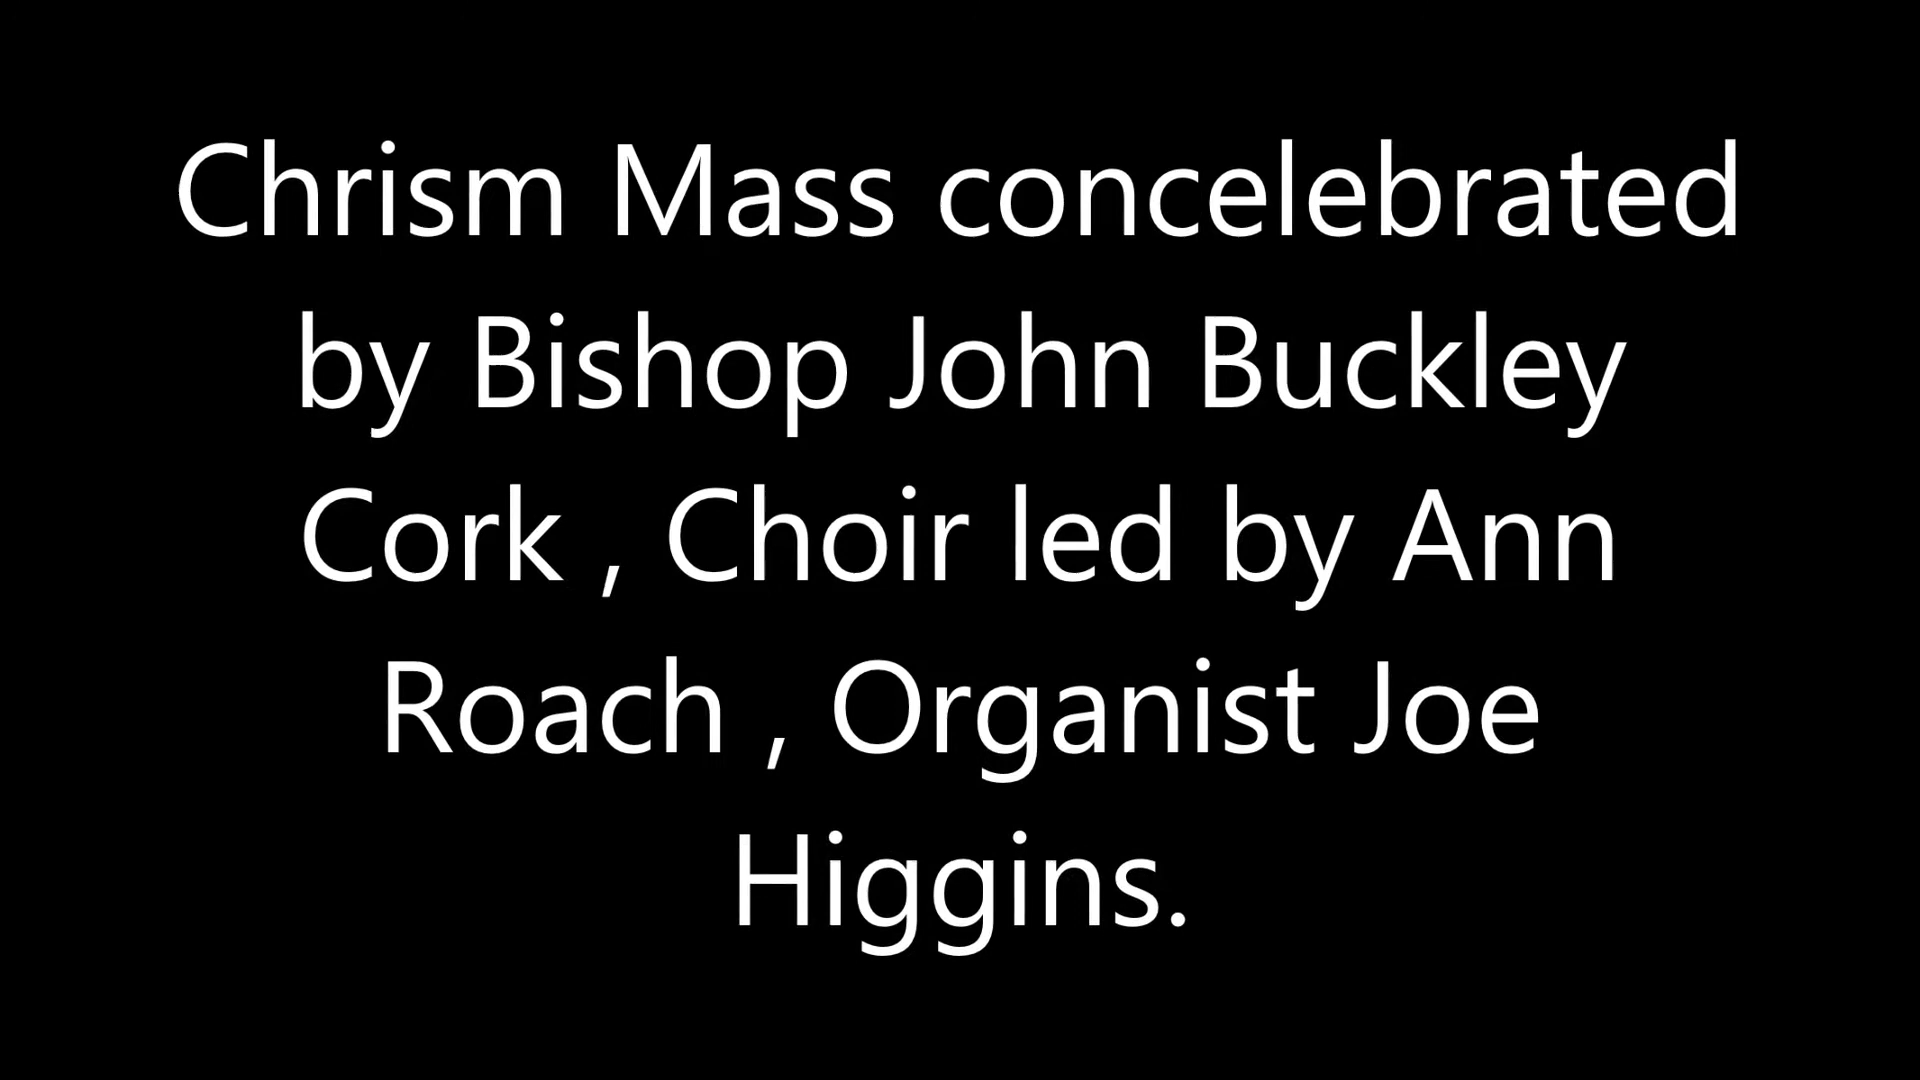 Chrism Mass concelebrated
by Bishop John Buckley
Cork , Choir led by Ann
Roach , Organist Joe
Higgins.